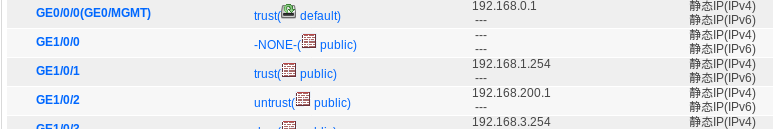 GE0/0/0(GE0/MGMT) trust( default) 192.168.0.1 静态IP(IPv4)
--- 静态IP(IPv6)
GE1/0/0 -NONE-( public) --- 静态IP(IPv4)
--- 静态IP(IPv6)
GE1/0/1 trust( public) 192.168.1.254 静态IP(IPv4)
--- 静态IP(IPv6)
GE1/0/2 untrust( public) 192.168.200.1 静态IP(IPv4)
--- 静态IP(IPv6)
GE1/0/3 192.168.3.254 静态IP(IPv4)